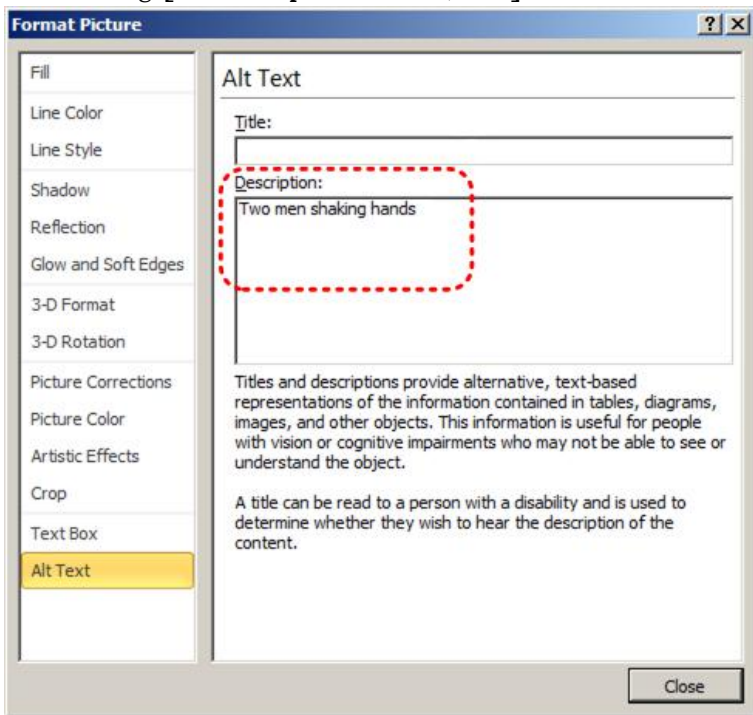 Format Picture
Fill
Line Color
Line Style
Shadow
Reflection
Glow and Soft Edges
3-D Format
3-D Rotation
Picture Corrections
Picture Color
Artistic Effects
Crop
Text Box
Alt Text
Alt Text
Title:
Description:
Two men shaking hands
Titles and descriptions provide alternative, text-based
representations of the information contained in tables, diagrams,
images, and other objects. This information is useful for people
with vision or cognitive impairments who may not be able to see or
understand the object.
A title can be read to a person with a disability and is used to
determine whether they wish to hear the description of the
content.
Close